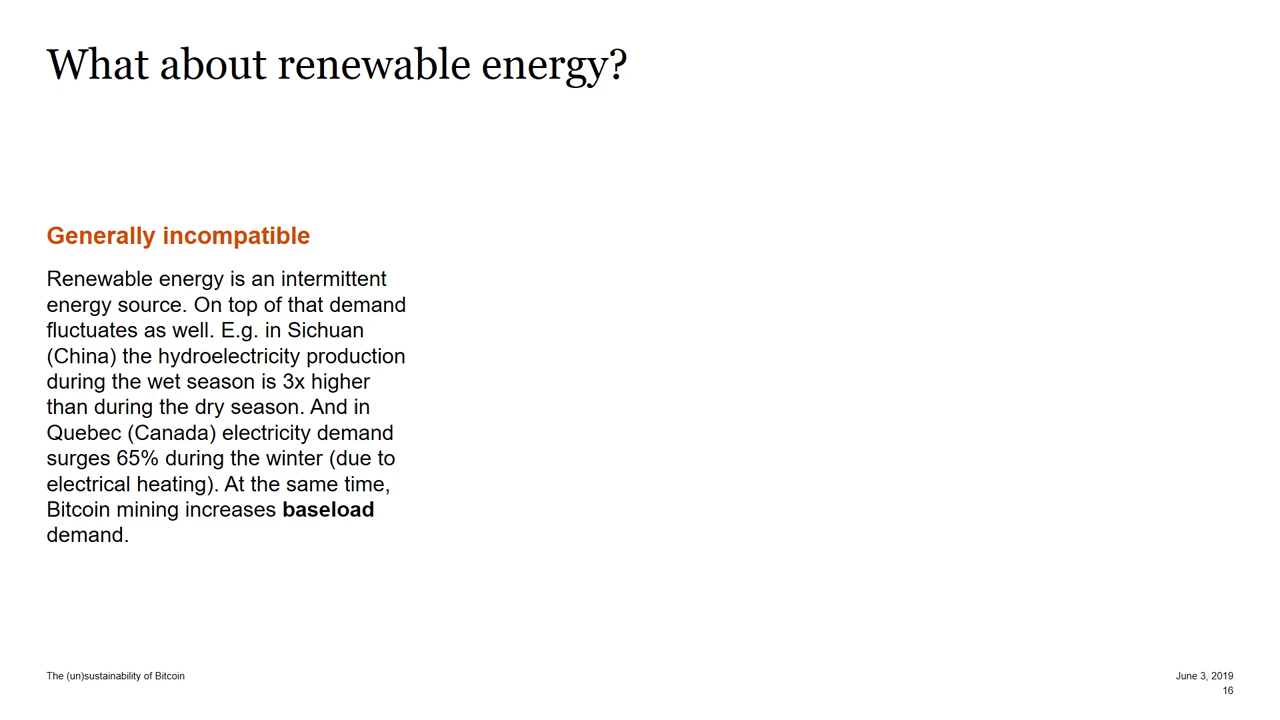 What about renewable energy?
Generally incompatible
Renewable energy is an intermittent
energy source. On top of that demand
fluctuates as well. E.g. in Sichuan
(China) the hydroelectricity production
during the wet season is 3x higher
than during the dry season. And in
Quebec (Canada) electricity demand
surges 65% during the winter (due to
electrical heating). At the same time,
Bitcoin mining increases baseload
demand.
The (un)sustainability of Bitcoin
June 3, 2019
16